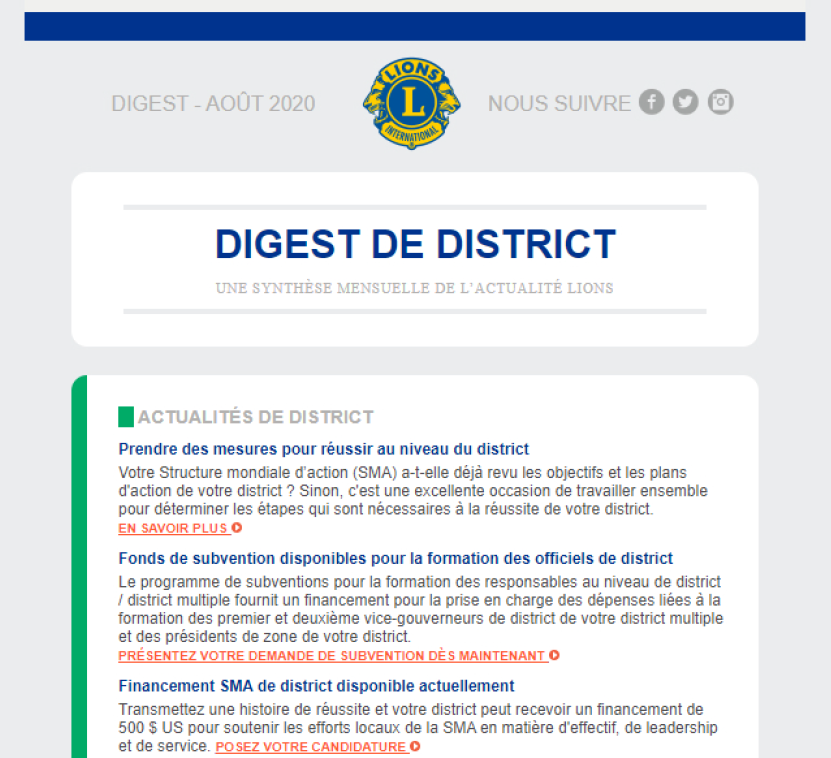 DIGEST - AOÛT 2020
LIONS
L
INTERNATIONAL
NOUS SUIVRE
DIGEST DE DISTRICT
UNE SYNTHÈSE MENSUELLE DE L'ACTUALITÉ LIONS
ACTUALITÉS DE DISTRICT
Prendre des mesures pour réussir au niveau du district
Votre Structure mondiale d'action (SMA) a-t-elle déjà revu les objectifs et les plans
d'action de votre district ? Sinon, c'est une excellente occasion de travailler ensemble
pour déterminer les étapes qui sont nécessaires à la réussite de votre district.
EN SAVOIR PLUS
Fonds de subvention disponibles pour la formation des officiels de district
Le programme de subventions pour la formation des responsables au niveau de district
/ district multiple fournit un financement pour la prise en charge des dépenses liées à la
formation des premier et deuxième vice-gouverneurs de district de votre district multiple
et des présidents de zone de votre district.
PRÉSENTEZ VOTRE DEMANDE DE SUBVENTION DÈS MAINTENANT
Financement SMA de district disponible actuellement
Transmettez une histoire de réussite et votre district peut recevoir un financement de
500 $ US pour soutenir les efforts locaux de la SMA en matière d'effectif, de leadership
et de service. POSEZ VOTRE CANDIDATURE